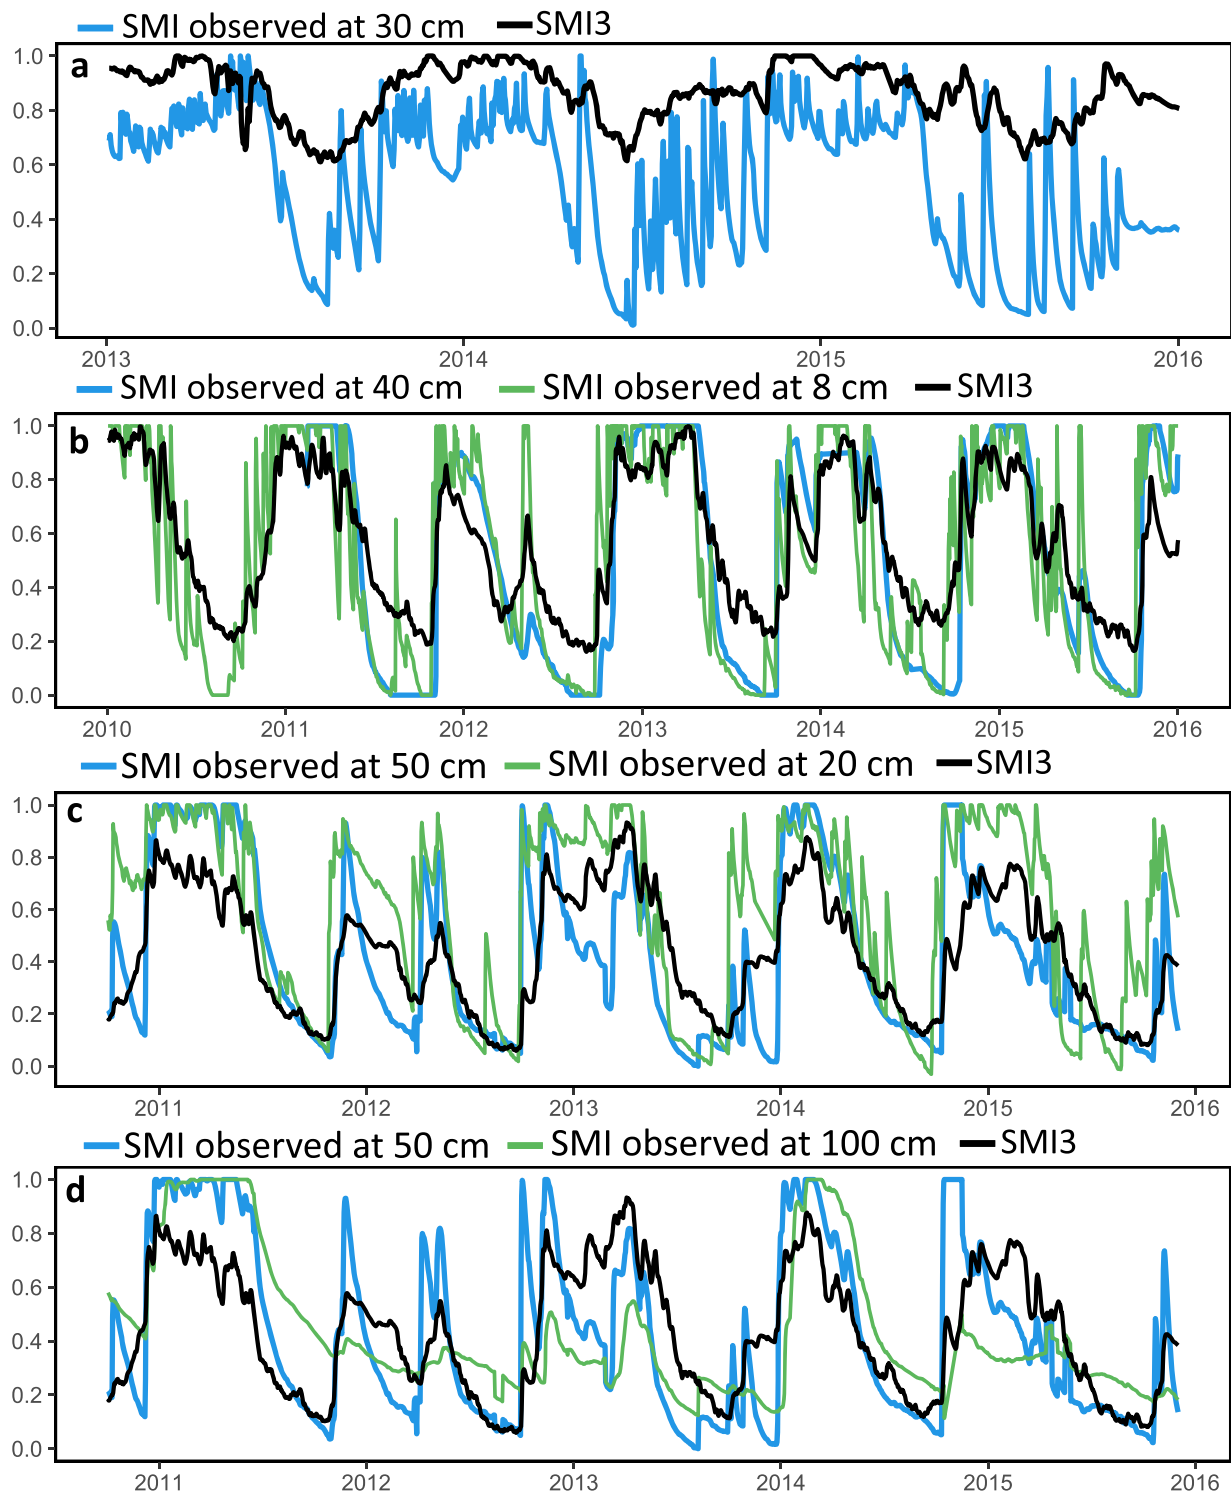 SMI observed at 30 cm SMI3
a
1.0
0.8
0.6
0.4
0.2
0.0
2013 2014 2015 2016
SMI observed at 40 cm SMI observed at 8 cm SMI3
b
1.0
0.8
0.6
0.4
0.2
0.0
2010 2011 2012 2013 2014 2015 2016
SMI observed at 50 cm SMI observed at 20 cm SMI3
c
1.0
0.8
0.6
0.4
0.2
0.0
2011 2012 2013 2014 2015 2016
SMI observed at 50 cm SMI observed at 100 cm SMI3
d
1.0
0.8
0.6
0.4
0.2
0.0
2011 2012 2013 2014 2015 2016